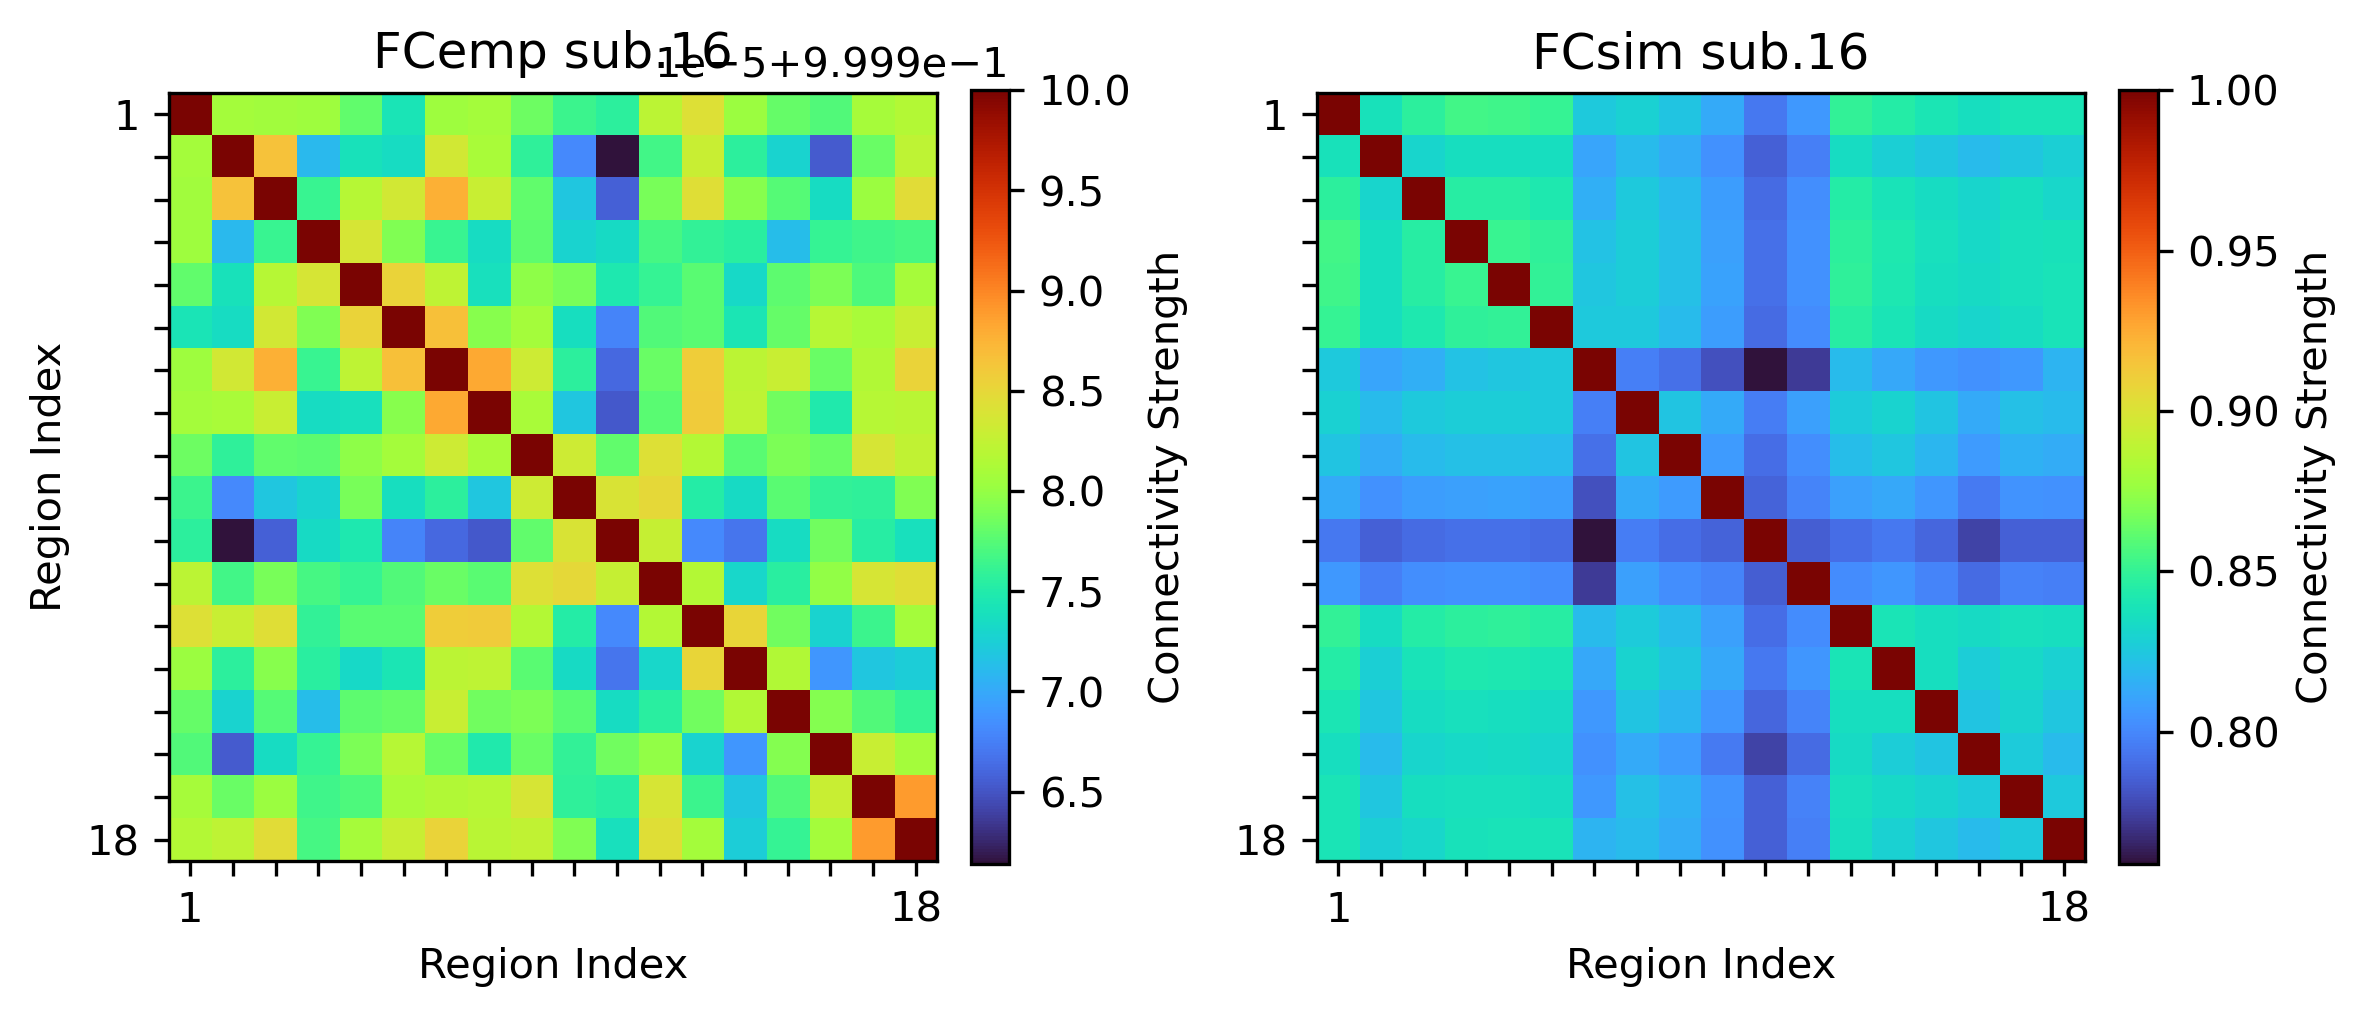 FCemp sub.16
1e−5+9.999e−1
1
18
Region Index
1
18
Region Index
10.0
9.5
9.0
8.5
8.0
7.5
7.0
6.5
Connectivity Strength
FCsim sub.16
1
18
1
18
Region Index
1.00
0.95
0.90
0.85
0.80
Connectivity Strength